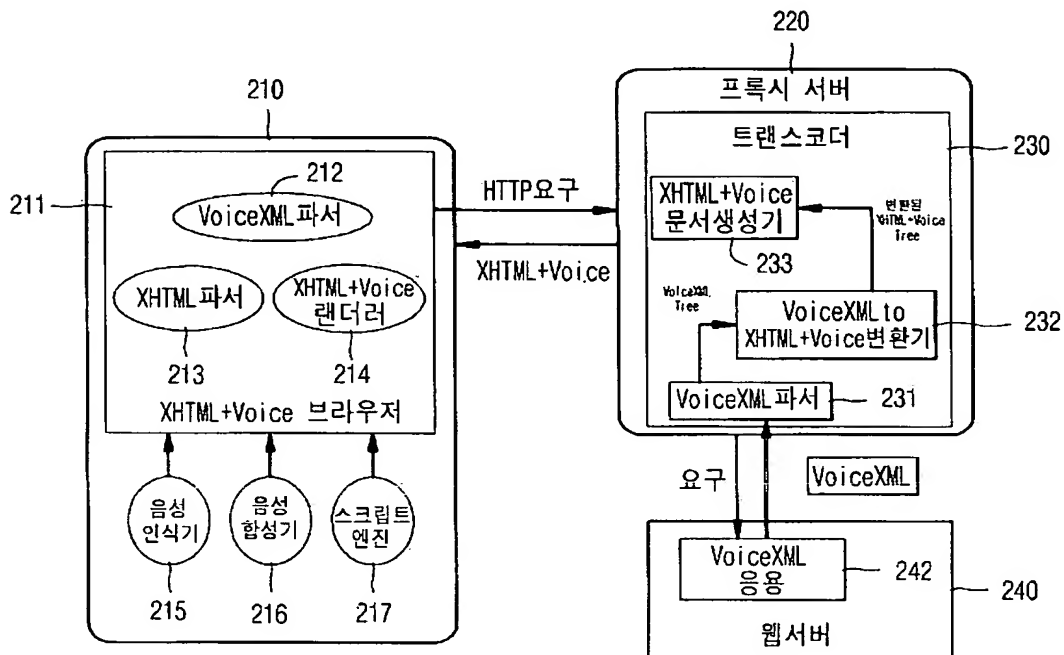 220
프록시 서버
트랜스코더
230
XHTML+Voice
문서생성기
233
변환된
XHTML+Voice
Tree
VoiceXML
Tree
VoiceXML to
XHTML+Voice변환기
232
VoiceXML파서
231
210
211
212
VoiceXML파서
XHTML파서
213
XHTML+Voice
랜더러
214
XHTML+Voice 브라우저
음성
인식기
215
음성
합성기
216
스크립트
엔진
217
HTTP요구
XHTML+Voice
요구
VoiceXML
VoiceXML
응용
242
240
웹서버